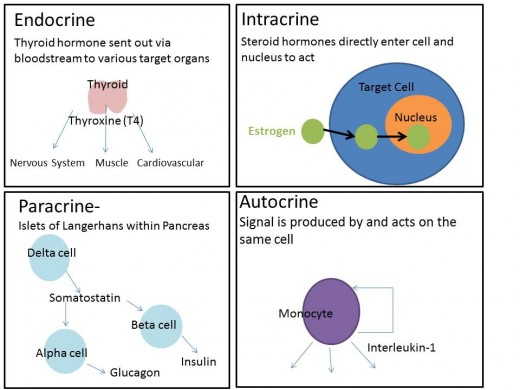 Endocrine
Thyroid hormone sent out via
bloodstream to various target organs
Thyroid
Thyroxine (T4)
Nervous System Muscle Cardiovascular
Intracrine
Steroid hormones directly enter cell and
nucleus to act
Target Cell
Nucleus
Estrogen
Paracrine-
Islets of Langerhans within Pancreas
Delta cell
Somatostatin
Beta cell
Alpha cell
Insulin
Glucagon
Autocrine
Signal is produced by and acts on the
same cell
Monocyte
Interleukin-1